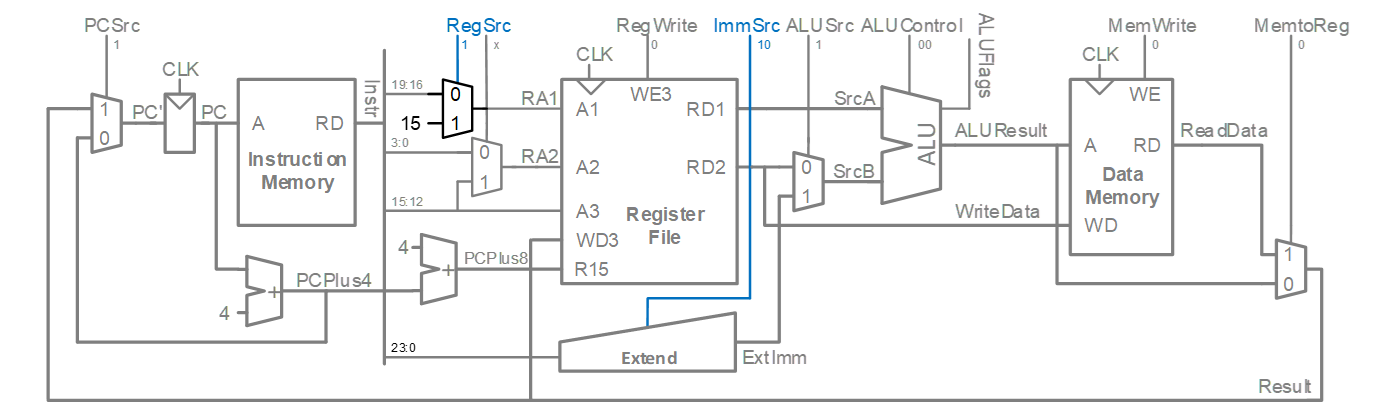 PCSrc
1
RegSrc
1
x
RegWrite
0
ImmSrc
10
ALUSrc
1
ALUControl
00
ALUFlags
MemWrite
0
MemtoReg
0
CLK
CLK
CLK
1
0
PC'
PC
A
RD
Instruction
Memory
Instr
19:16
0
15
1
RA1
3:0
0
1
RA2
15:12
A1
WE3
RD1
A2
RD2
A3
Register
File
WD3
R15
SrcA
0
1
SrcB
ALU
ALUResult
WriteData
WE
A
RD
Data
Memory
WD
ReadData
1
0
4
+
PCPlus4
4
+
PCPlus8
23:0
Extend
ExtImm
Result